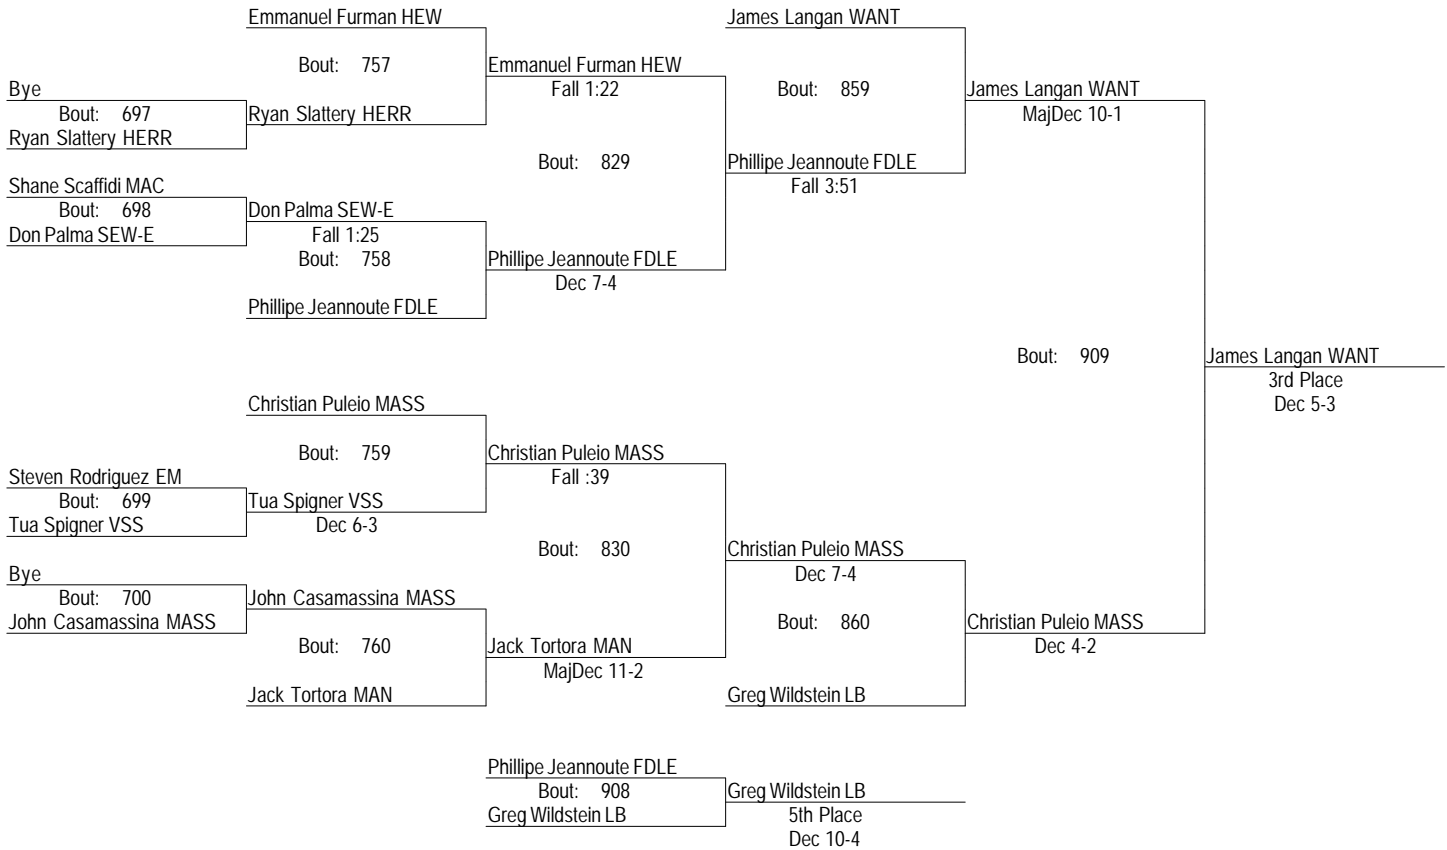 Emmanuel Furman HEW
James Langan WANT
Bout: 757
Emmanuel Furman HEW
Fall 1:22
Bye
Bout: 697
Ryan Slattery HERR
Ryan Slattery HERR
Bout: 859
James Langan WANT
MajDec 10-1
Bout: 829
Phillipe Jeannoute FDLE
Fall 3:51
Shane Scaffidi MAC
Bout: 698
Don Palma SEW-E
Don Palma SEW-E
Fall 1:25
Bout: 758
Phillipe Jeannoute FDLE
Dec 7-4
Phillipe Jeannoute FDLE
Bout: 909
James Langan WANT
3rd Place
Dec 5-3
Christian Puleio MASS
Bout: 759
Christian Puleio MASS
Fall :39
Steven Rodriguez EM
Bout: 699
Tua Spigner VSS
Tua Spigner VSS
Dec 6-3
Bout: 830
Christian Puleio MASS
Dec 7-4
Bye
Bout: 700
John Casamassina MASS
John Casamassina MASS
Bout: 760
Jack Tortora MAN
MajDec 11-2
Jack Tortora MAN
Bout: 860
Christian Puleio MASS
Dec 4-2
Greg Wildstein LB
Phillipe Jeannoute FDLE
Bout: 908
Greg Wildstein LB
Greg Wildstein LB
5th Place
Dec 10-4